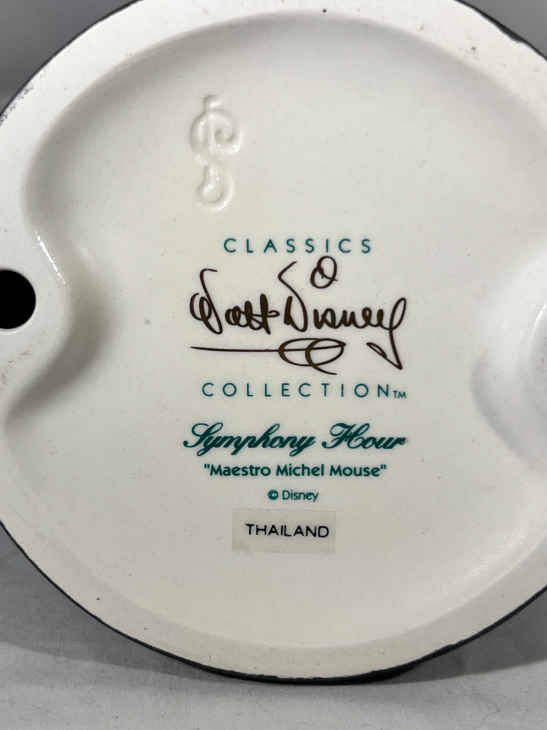 CLASSICS
Walt Disney
COLLECTION™
Symphony Hour
"Maestro Michel Mouse"
© Disney
THAILAND